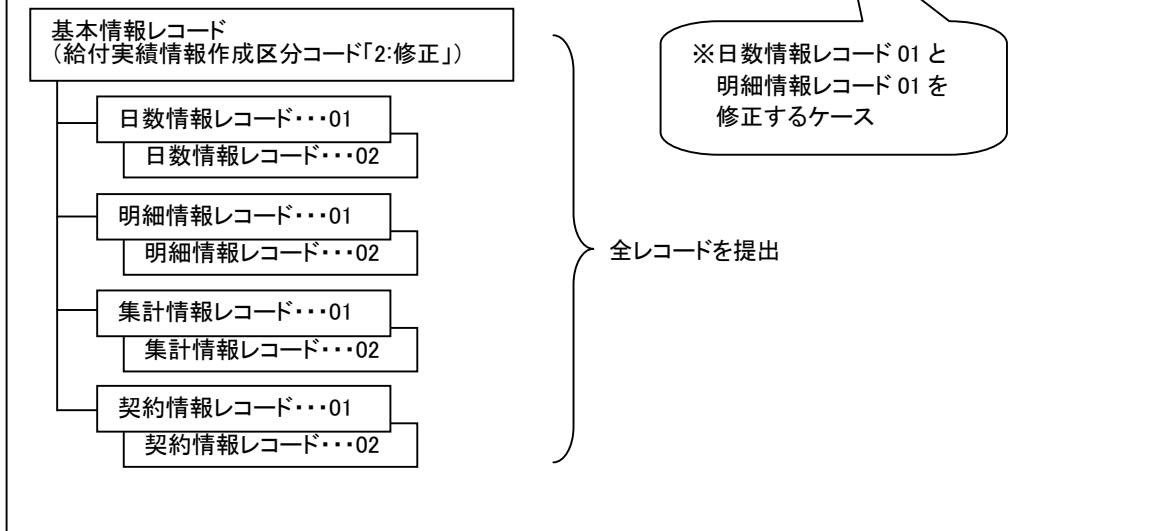 基本情報レコード
(給付実績情報作成区分コード｢2:修正｣)
日数情報レコード･･･01
日数情報レコード･･･02
明細情報レコード･･･01
明細情報レコード･･･02
集計情報レコード･･･01
集計情報レコード･･･02
契約情報レコード･･･01
契約情報レコード･･･02
全レコードを提出
※日数情報レコード 01 と
明細情報レコード 01 を
修正するケース